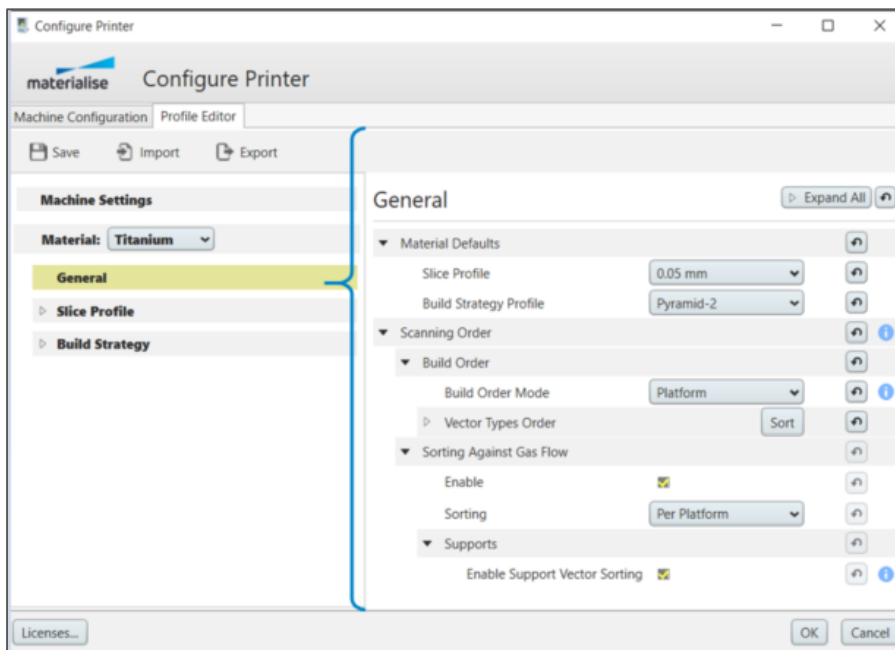 Configure Printer
materialise Configure Printer
Machine Configuration Profile Editor
Save Import Export
Machine Settings
Material: Titanium
General
Slice Profile
Build Strategy
General Expand All
Material Defaults
Slice Profile 0.05 mm
Build Strategy Profile Pyramid-2
Scanning Order
Build Order
Build Order Mode Platform
Vector Types Order Sort
Sorting Against Gas Flow
Enable
Sorting Per Platform
Supports
Enable Support Vector Sorting
Licenses... OK Cancel